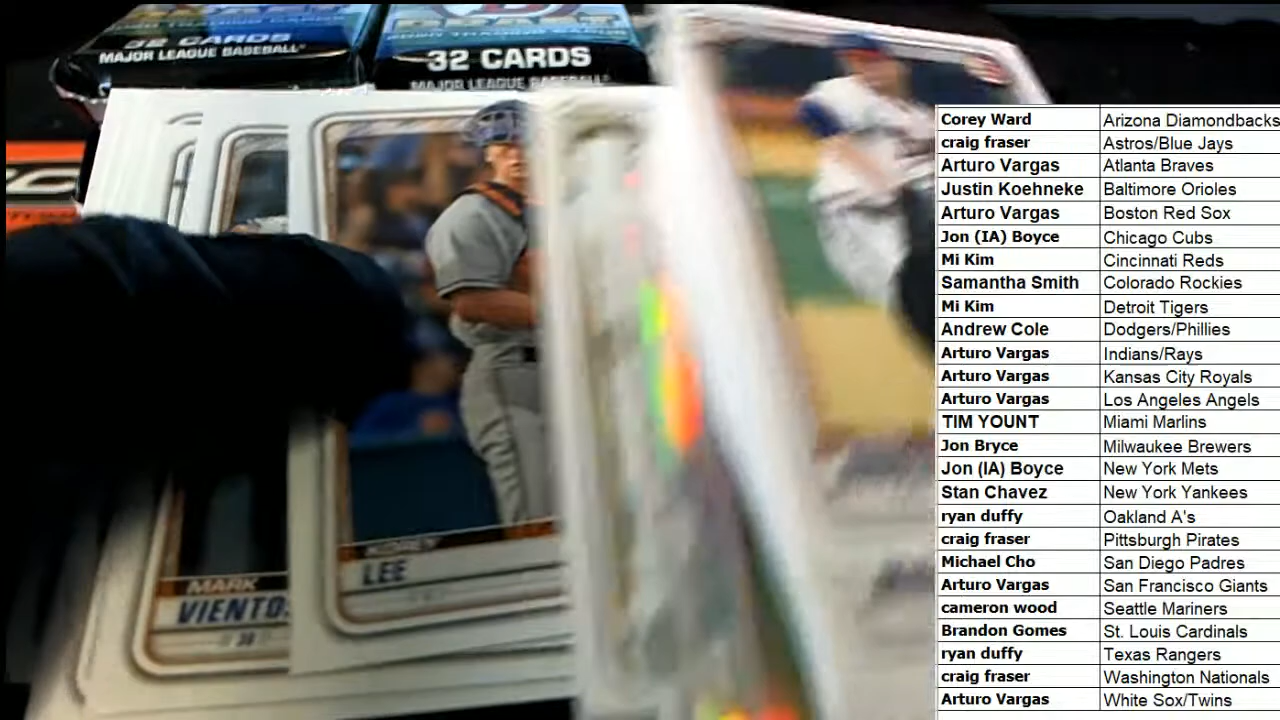 32 CARDS
MAJOR LEAGUE BASEBALL
32 CARDS
MAJOR LEAGUE BASEBALL
MARK
VIENTO
LEE
Corey Ward Arizona Diamondbacks
craig fraser Astros/Blue Jays
Arturo Vargas Atlanta Braves
Justin Koehneke Baltimore Orioles
Arturo Vargas Boston Red Sox
Jon (IA) Boyce Chicago Cubs
Mi Kim Cincinnati Reds
Samantha Smith Colorado Rockies
Mi Kim Detroit Tigers
Andrew Cole Dodgers/Phillies
Arturo Vargas Indians/Rays
Arturo Vargas Kansas City Royals
Arturo Vargas Los Angeles Angels
TIM YOUNT Miami Marlins
Jon Bryce Milwaukee Brewers
Jon (IA) Boyce New York Mets
Stan Chavez New York Yankees
ryan duffy Oakland A's
craig fraser Pittsburgh Pirates
Michael Cho San Diego Padres
Arturo Vargas San Francisco Giants
cameron wood Seattle Mariners
Brandon Gomes St. Louis Cardinals
ryan duffy Texas Rangers
craig fraser Washington Nationals
Arturo Vargas White Sox/Twins